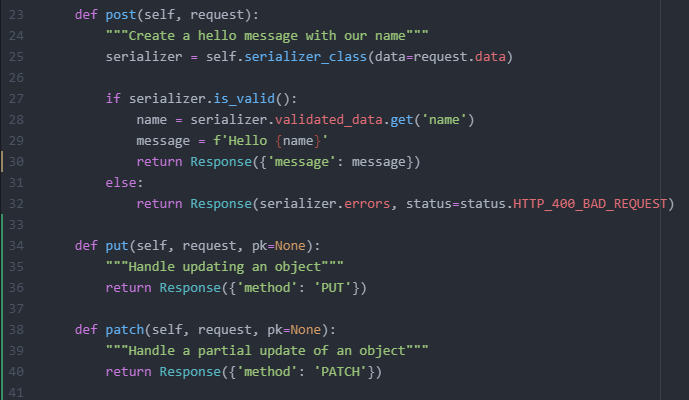 23 def post(self, request):
24 """Create a hello message with our name"""
25 serializer = self.serializer_class(data=request.data)
26
27 if serializer.is_valid():
28 name = serializer.validated_data.get('name')
29 message = f'Hello {name}'
30 return Response({'message': message})
31 else:
32 return Response(serializer.errors, status=status.HTTP_400_BAD_REQUEST)
33
34 def put(self, request, pk=None):
35 """Handle updating an object"""
36 return Response({'method': 'PUT'})
37
38 def patch(self, request, pk=None):
39 """Handle a partial update of an object"""
40 return Response({'method': 'PATCH'})
41